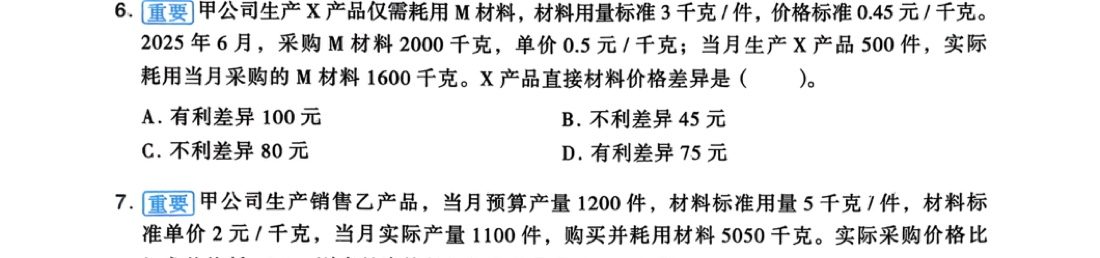 6. 重要 甲公司生产 X 产品仅需耗用 M 材料，材料用量标准 3 千克 / 件，价格标准 0.45 元 / 千克。
2025 年 6 月，采购 M 材料 2000 千克，单价 0.5 元 / 千克；当月生产 X 产品 500 件，实际
耗用当月采购的 M 材料 1600 千克。X 产品直接材料价格差异是（　　）。
A. 有利差异 100 元　B. 不利差异 45 元
C. 不利差异 80 元　D. 有利差异 75 元
7. 重要 甲公司生产销售乙产品，当月预算产量 1200 件，材料标准用量 5 千克 / 件，材料标
准单价 2 元 / 千克，当月实际产量 1100 件，购买并耗用材料 5050 千克。实际采购价格比